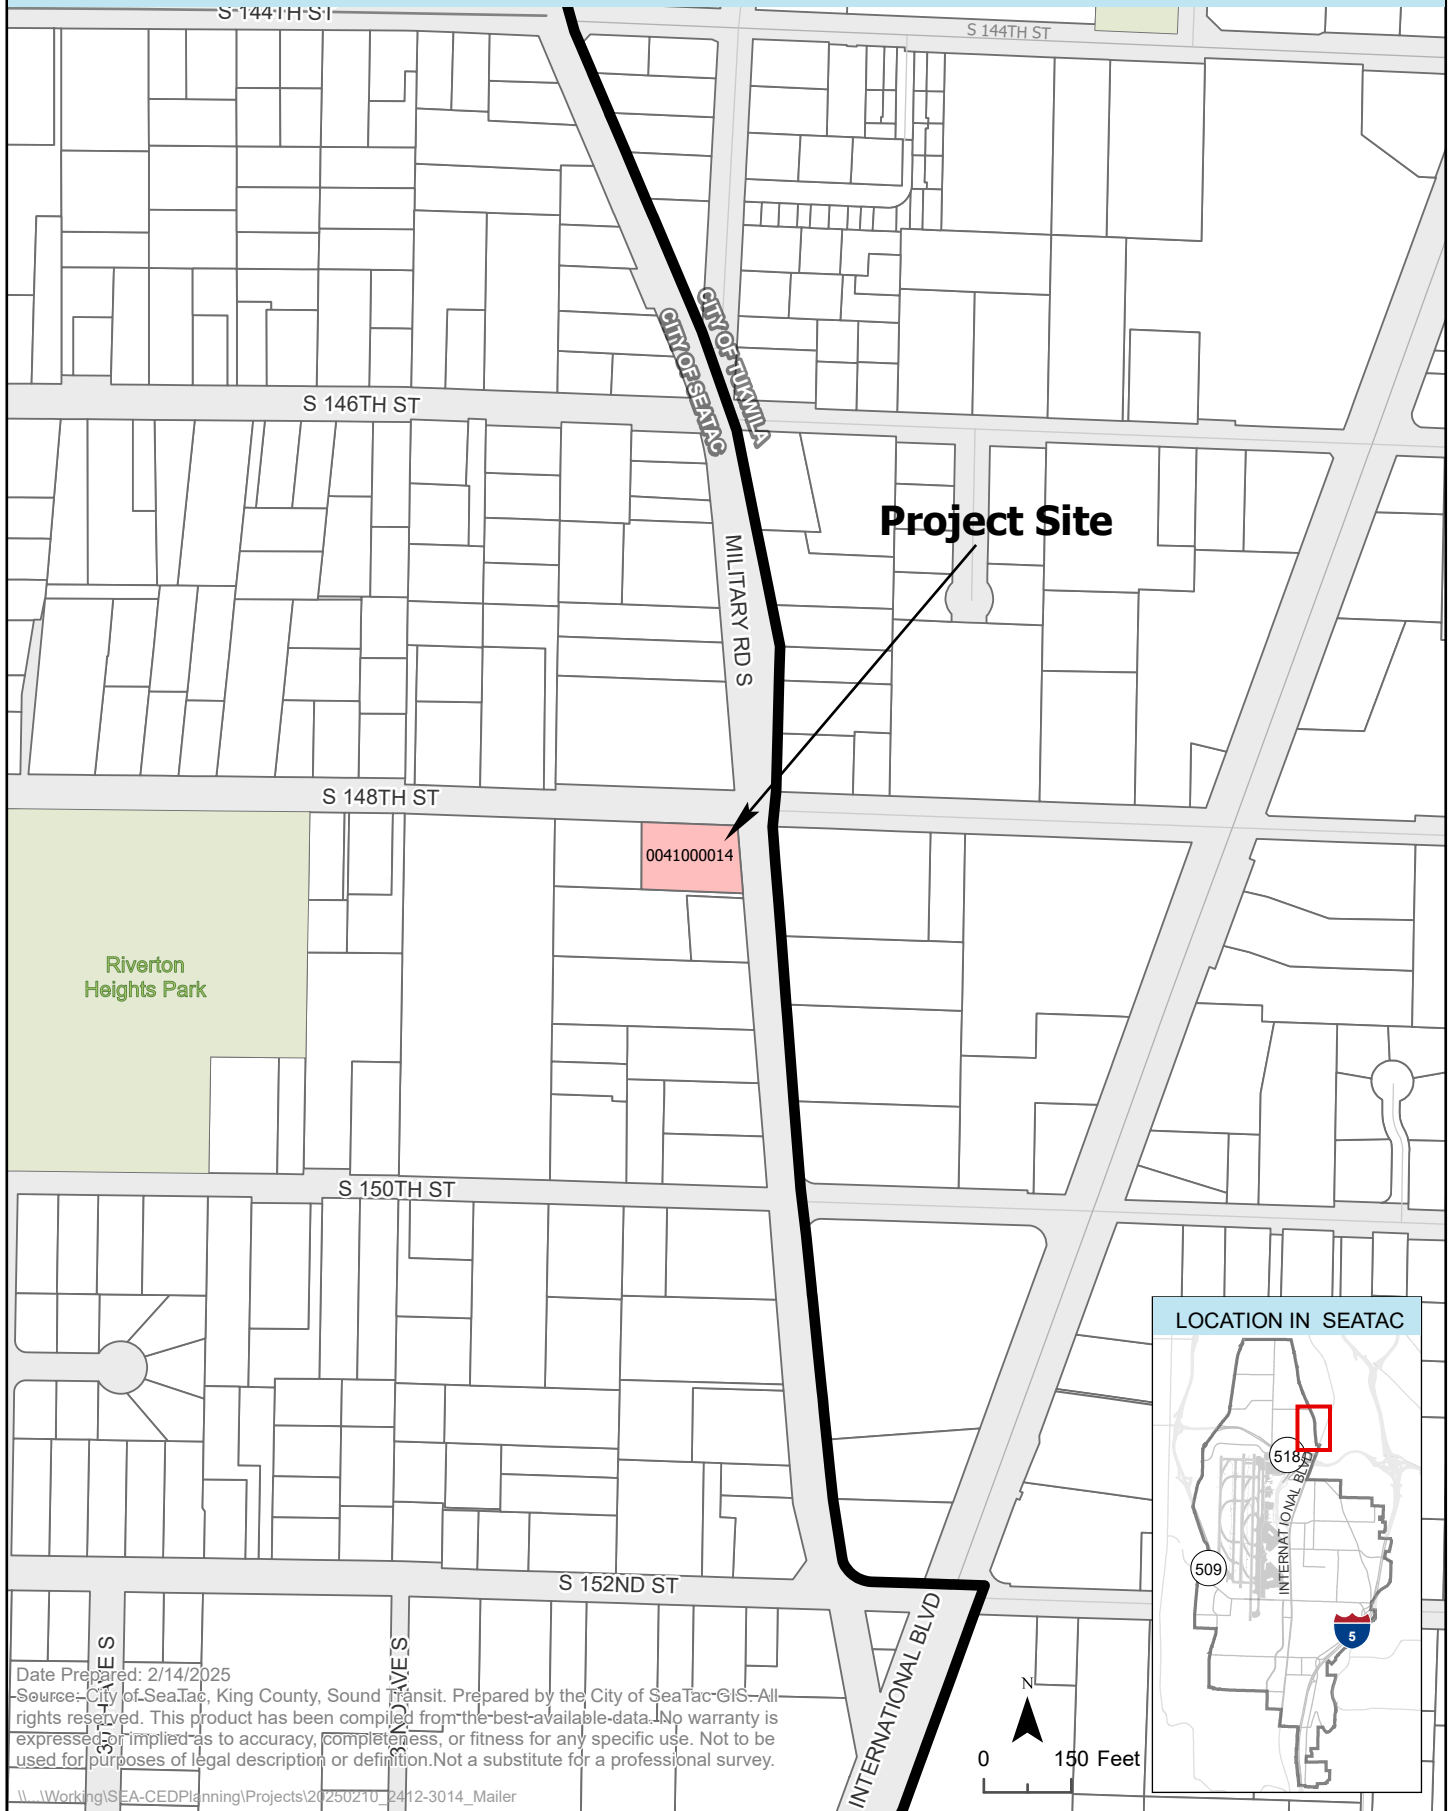 S 144TH ST
S 144TH ST
CITY OF TUKWILA
CITY OF SEATAC
S 146TH ST
Project Site
MILITARY RD S
S 148TH ST
0041000014
Riverton
Heights Park
S 150TH ST
LOCATION IN SEATAC
518
INTERNATIONAL BLVD
509
5
S 152ND ST
INTERNATIONAL BLVD
30TH AVE S
32ND AVE S
Date Prepared: 2/14/2025
Source: City of SeaTac, King County, Sound Transit. Prepared by the City of SeaTac GIS. All
rights reserved. This product has been compiled from the best available data. No warranty is
expressed or implied as to accuracy, completeness, or fitness for any specific use. Not to be
used for purposes of legal description or definition.Not a substitute for a professional survey.
\\...\Working\SEA-CEDPlanning\Projects\20250210_2412-3014_Mailer
N
0 150 Feet